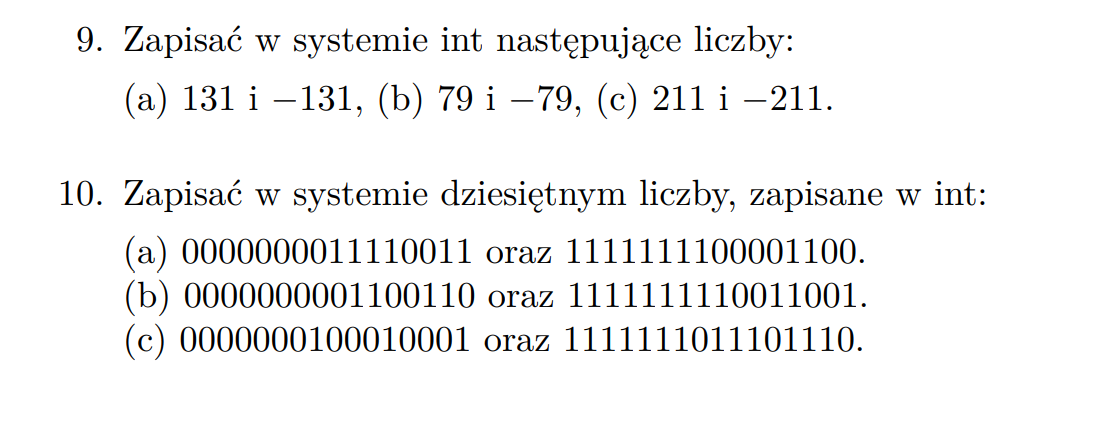 9. Zapisać w systemie int następujące liczby:
(a) 131 i −131, (b) 79 i −79, (c) 211 i −211.
10. Zapisać w systemie dziesiętnym liczby, zapisane w int:
(a) 0000000011110011 oraz 1111111100001100.
(b) 0000000001100110 oraz 1111111110011001.
(c) 0000000100010001 oraz 1111111011101110.